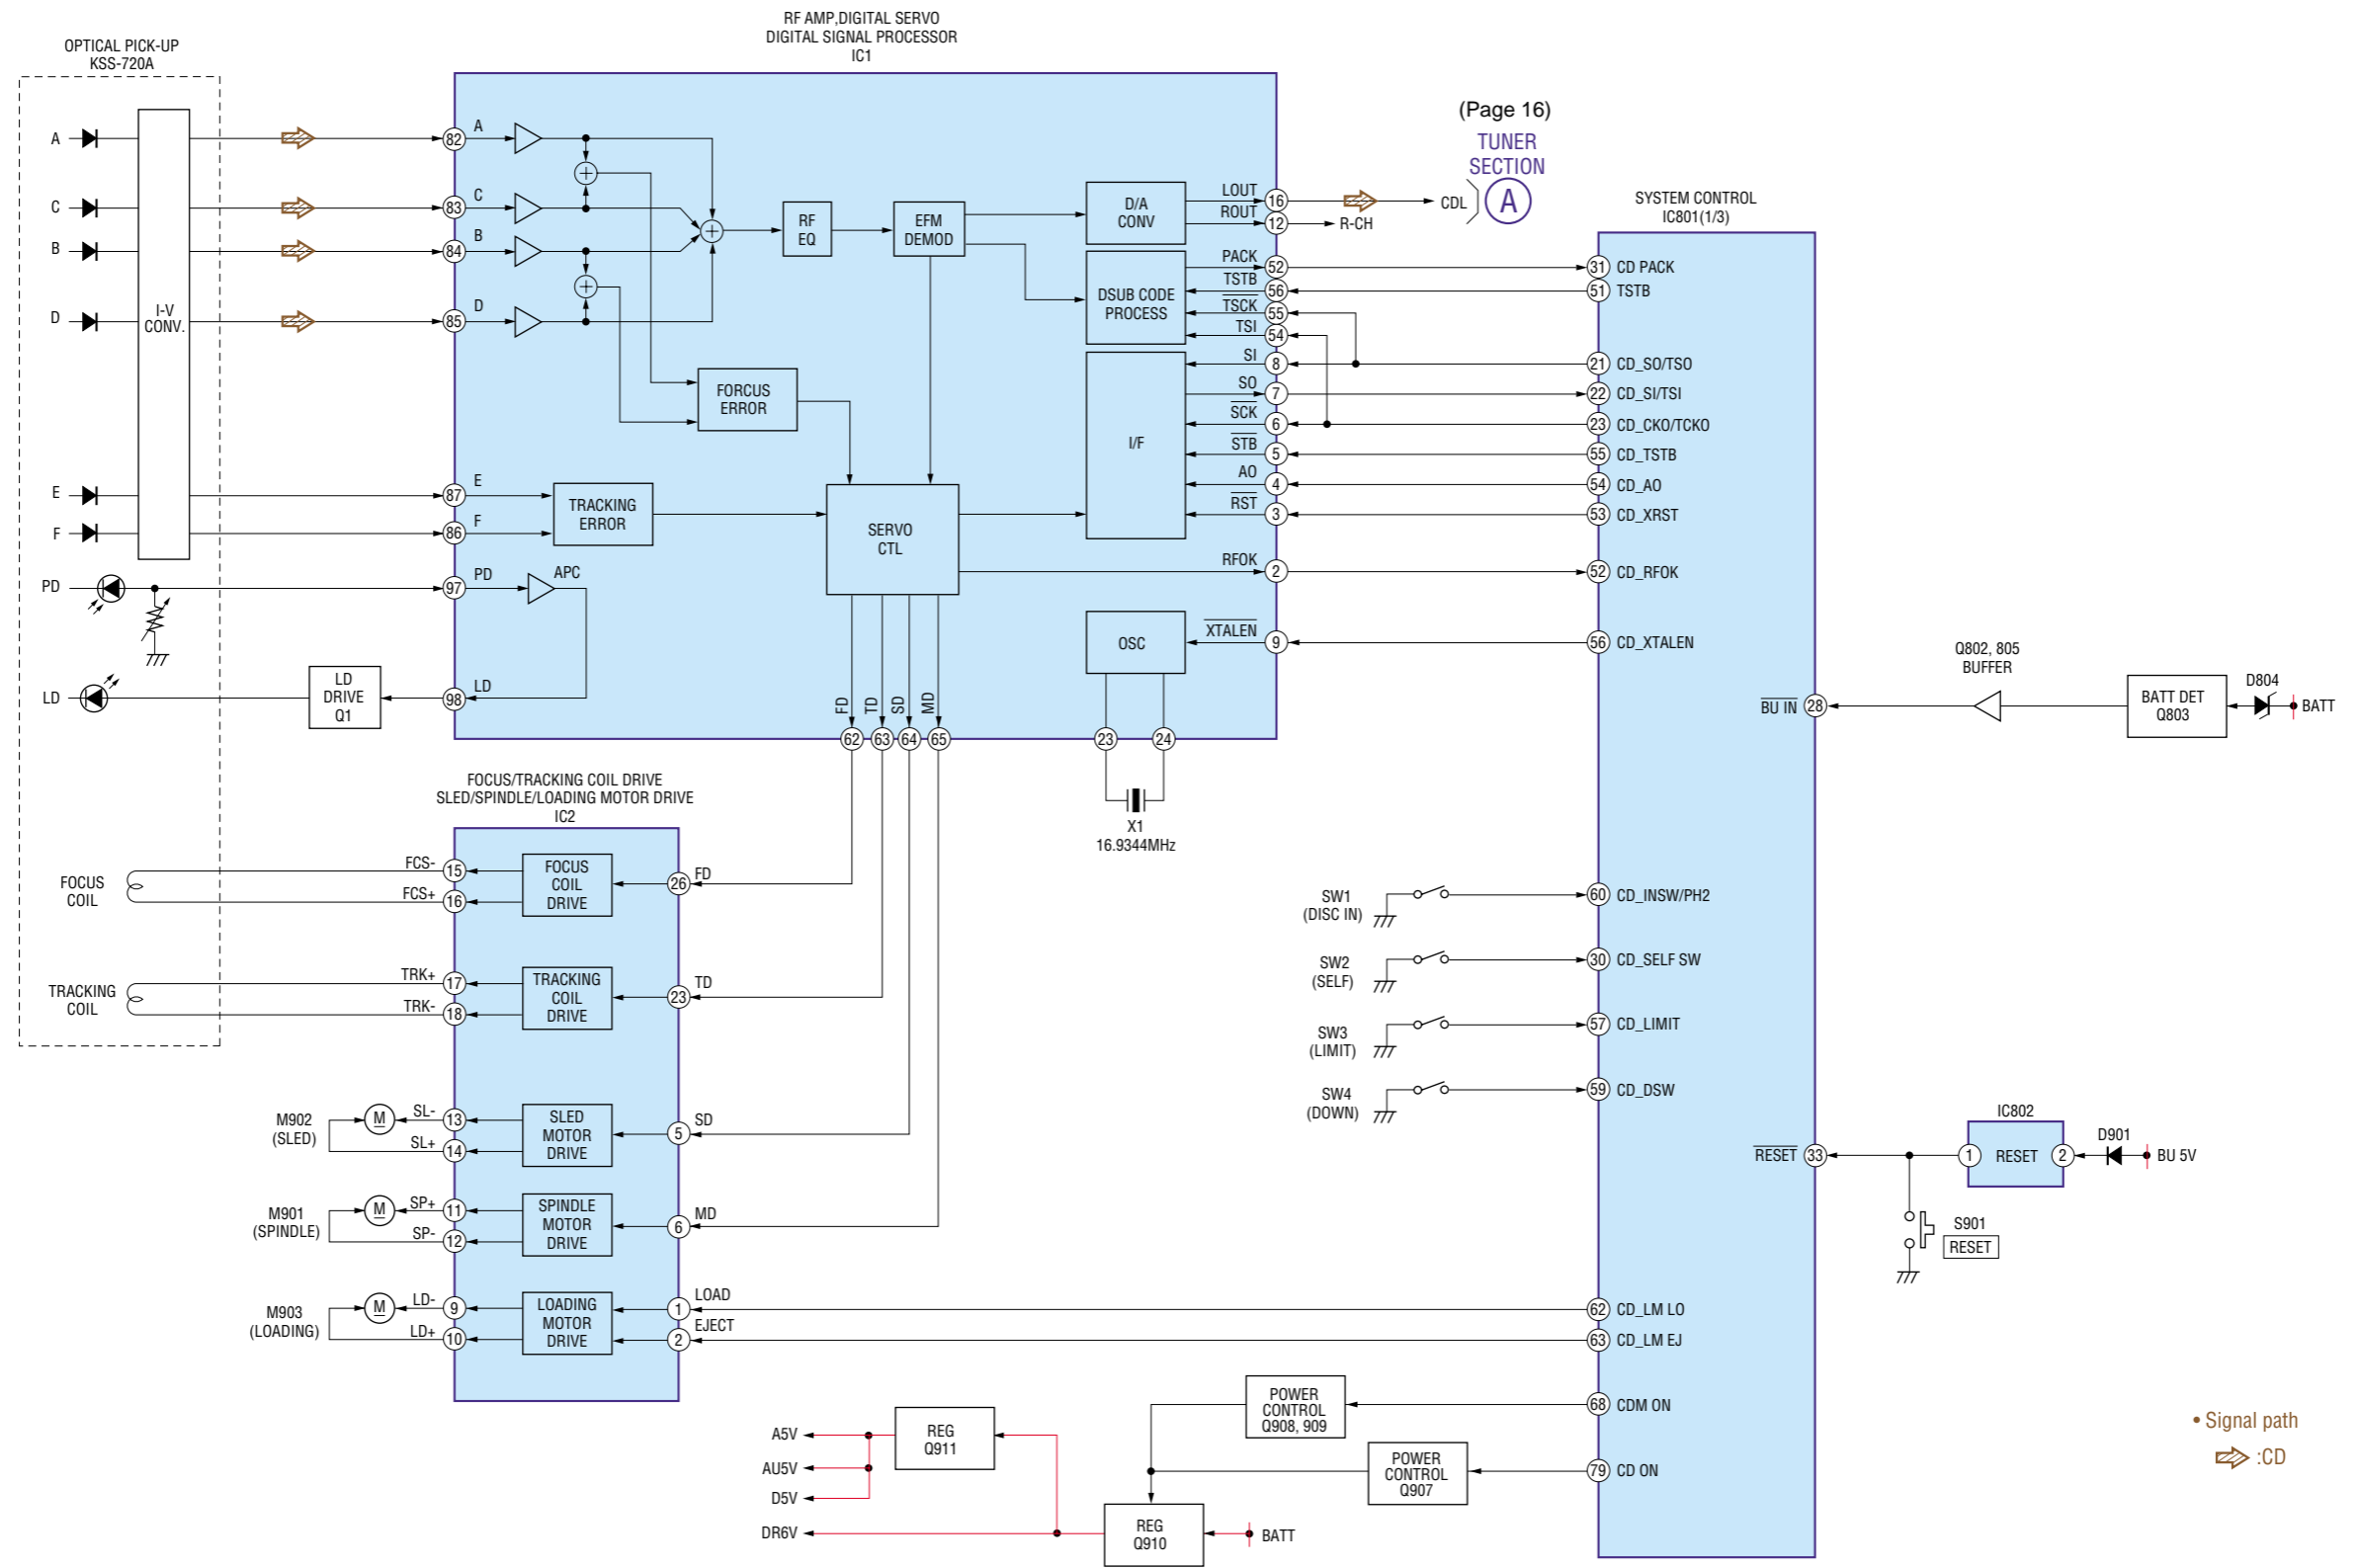 RF AMP,DIGITAL SERVO
DIGITAL SIGNAL PROCESSOR
IC1
OPTICAL PICK-UP
KSS-720A
A
C
B
D
E
F
I-V
CONV.
PD
LD
LD
DRIVE
Q1
82
A
83
C
84
B
85
D
87
E
86
F
97
PD
APC
98
LD
RF
EQ
EFM
DEMOD
D/A
CONV
DSUB CODE
PROCESS
FORCUS
ERROR
TRACKING
ERROR
SERVO
CTL
I/F
OSC
LOUT
16
ROUT
12
PACK
52
TSTB
56
TSCK
55
TSI
54
SI
8
SO
7
SCK
6
STB
5
AO
4
RST
3
RFOK
2
XTALEN
9
FD
TD
SD
MD
62
63
64
65
23
24
X1
16.9344MHz
(Page 16)
TUNER
SECTION
A
CDL
R-CH
SYSTEM CONTROL
IC801(1/3)
31 CD PACK
51 TSTB
21 CD_SO/TSO
22 CD_SI/TSI
23 CD_CKO/TCKO
55 CD_TSTB
54 CD_AO
53 CD_XRST
52 CD_RFOK
56 CD_XTALEN
BU IN 28
Q802, 805
BUFFER
BATT DET
Q803
D804
BATT
FOCUS/TRACKING COIL DRIVE
SLED/SPINDLE/LOADING MOTOR DRIVE
IC2
FOCUS
COIL
FCS-
15
FCS+
16
FOCUS
COIL
DRIVE
26
FD
TRACKING
COIL
TRK+
17
TRK-
18
TRACKING
COIL
DRIVE
23
TD
M902
(SLED)
M
SL-
13
SL+
14
SLED
MOTOR
DRIVE
5
SD
M901
(SPINDLE)
M
SP+
11
SP-
12
SPINDLE
MOTOR
DRIVE
6
MD
M903
(LOADING)
M
LD-
9
LD+
10
LOADING
MOTOR
DRIVE
1
LOAD
2
EJECT
SW1
(DISC IN)
60 CD_INSW/PH2
SW2
(SELF)
30 CD_SELF SW
SW3
(LIMIT)
57 CD_LIMIT
SW4
(DOWN)
59 CD_DSW
RESET 33
IC802
1 RESET 2
D901
BU 5V
S901
RESET
62 CD_LM LO
63 CD_LM EJ
68 CDM ON
79 CD ON
POWER
CONTROL
Q908, 909
POWER
CONTROL
Q907
REG
Q911
REG
Q910
A5V
AU5V
D5V
DR6V
BATT
• Signal path
:CD